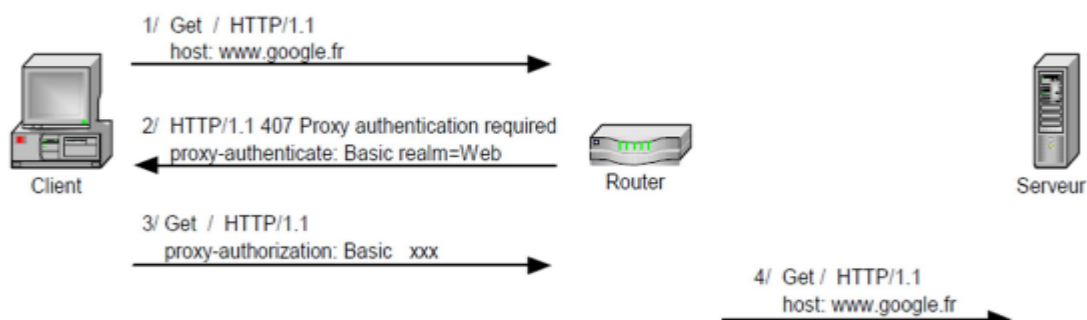 1/ Get / HTTP/1.1
host: www.google.fr
2/ HTTP/1.1 407 Proxy authentication required
proxy-authenticate: Basic realm=Web
Client
Router
Serveur
3/ Get / HTTP/1.1
proxy-authorization: Basic xxx
4/ Get / HTTP/1.1
host: www.google.fr